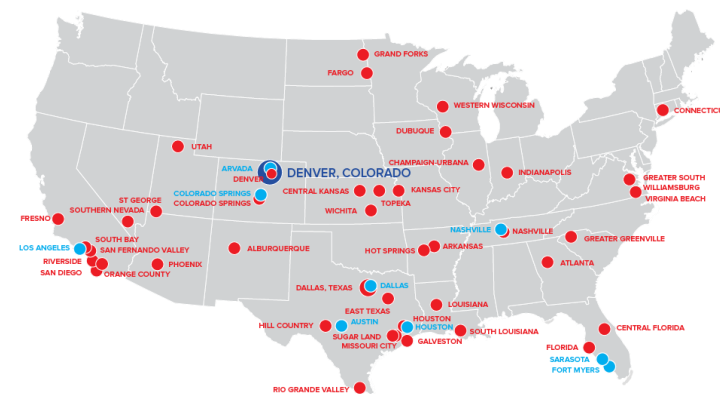 GRAND FORKS
FARGO
WESTERN WISCONSIN
CONNECTICU
DUBUQUE
UTAH
CHAMPAIGN-URBANA
ARVADA
DENVER, COLORADO
INDIANAPOLIS
DENVER
GREATER SOUTH
WILLIAMSBURG
COLORADO SPRINGS
CENTRAL KANSAS
KANSAS CITY
VIRGINIA BEACH
ST GEORGE
COLORADO SPRINGS
TOPEKA
SOUTHERN NEVADA
WICHITA
FRESNO
NASHVILLE
NASHVILLE
SOUTH BAY
GREATER GREENVILLE
LOS ANGELES
SAN FERNANDO VALLEY
ALBURQUERQUE
HOT SPRINGS
ARKANSAS
RIVERSIDE
PHOENIX
ATLANTA
SAN DIEGO
ORANGE COUNTY
DALLAS, TEXAS
DALLAS
LOUISIANA
EAST TEXAS
HOUSTON
HILL COUNTRY
AUSTIN
HOUSTON
SOUTH LOUISIANA
CENTRAL FLORIDA
SUGAR LAND
GALVESTON
MISSOURI CITY
FLORIDA
SARASOTA
FORT MYERS
RIO GRANDE VALLEY